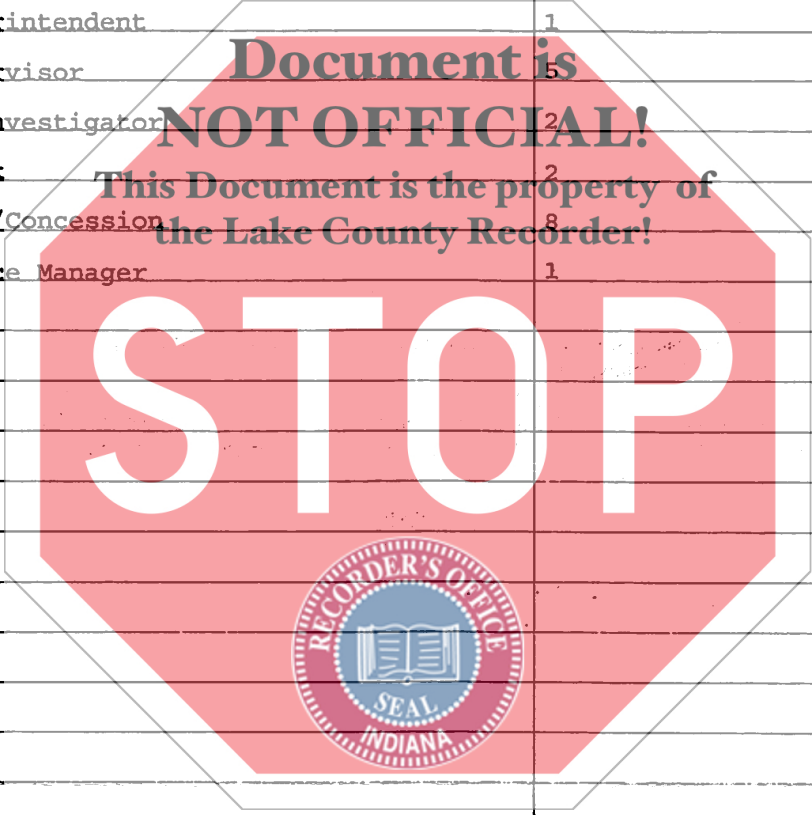 intendent 1
Document is
visor 5
vestigator 2
NOT OFFICIAL!
2
This Document is the property of
/Concession 8
the Lake County Recorder!
e Manager 1
STOP
RECORDER'S OFFICE
SEAL
INDIANA